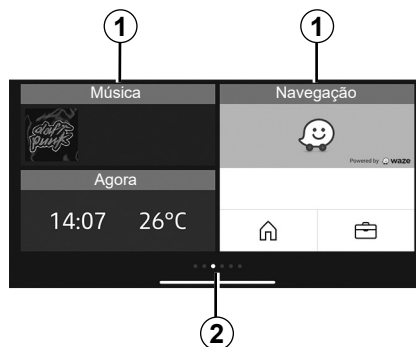 1
1
Música
Navegação
daft
punk
Powered by waze
Agora
14:07 26°C
2